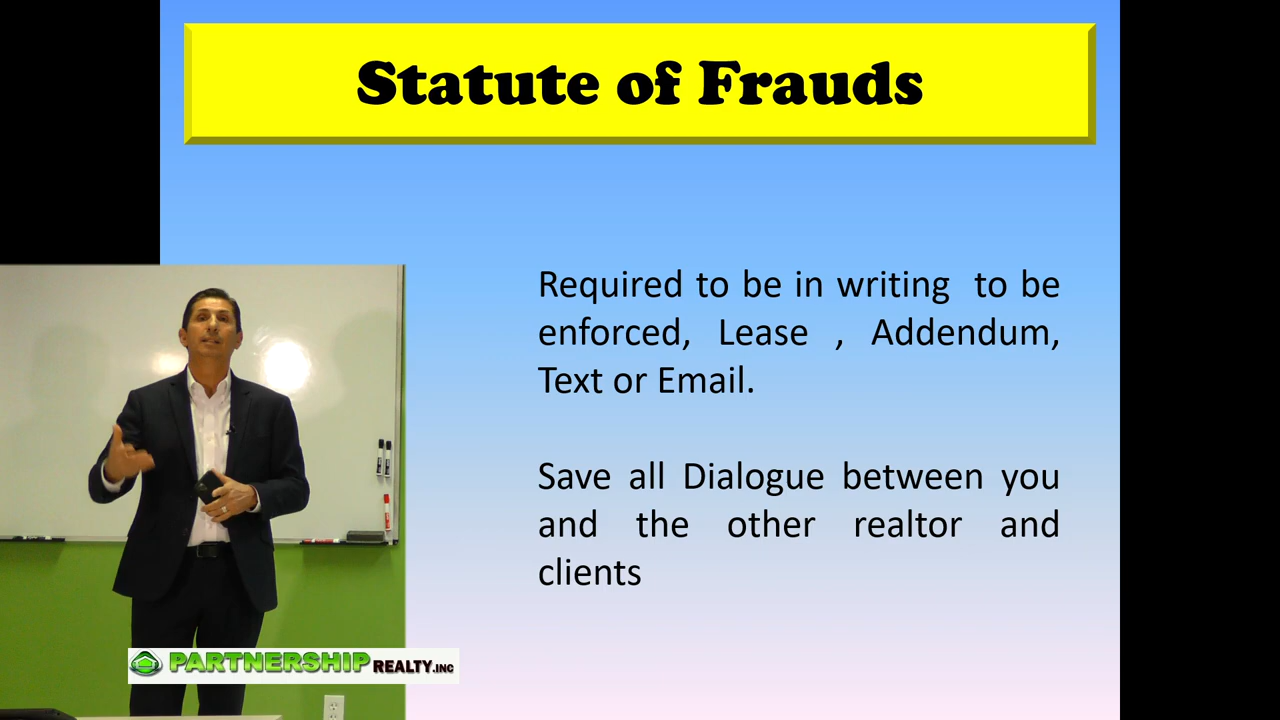 Statute of Frauds
Required to be in writing to be
enforced, Lease , Addendum,
Text or Email.
Save all Dialogue between you
and the other realtor and
clients
PARTNERSHIP REALTY.INC